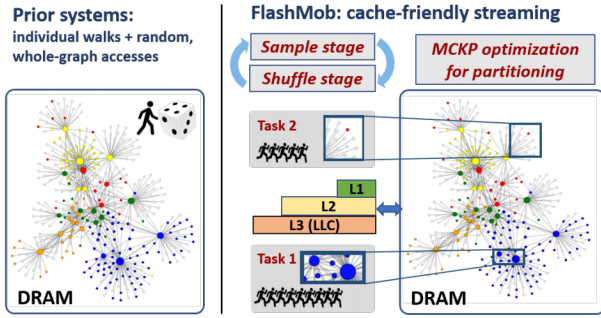 Prior systems:
individual walks + random,
whole-graph accesses
DRAM
FlashMob: cache-friendly streaming
Sample stage
Shuffle stage
MCKP optimization
for partitioning
Task 2
L1
L2
L3 (LLC)
Task 1
DRAM